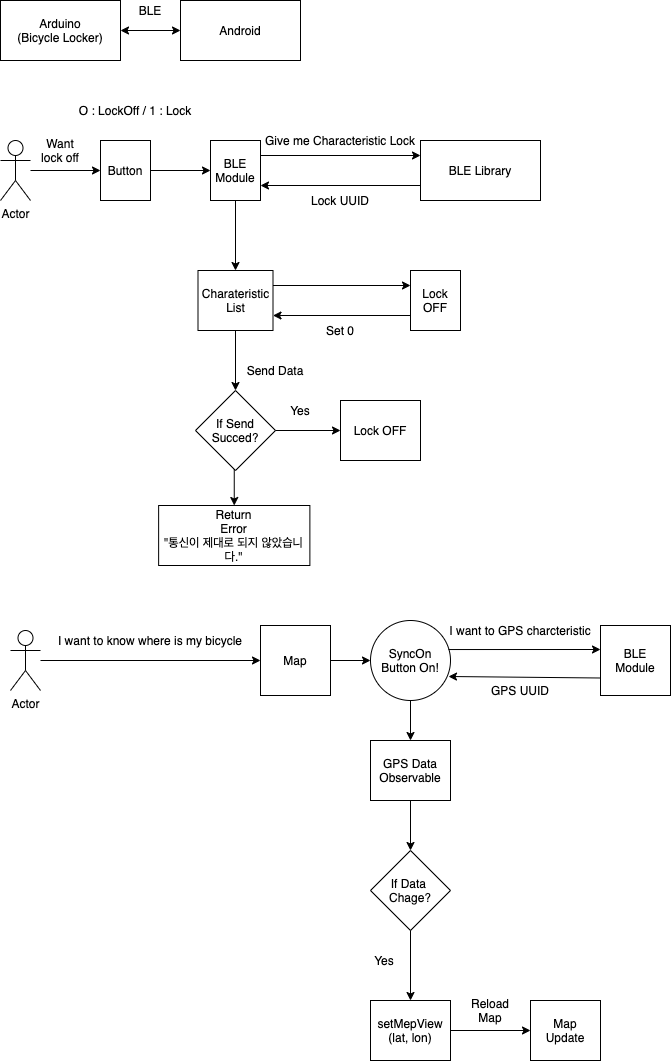 BLE
Arduino
(Bicycle Locker)
Android
O : LockOff / 1 : Lock
Want
lock off
Give me Characteristic Lock
Button
BLE
Module
BLE Library
Lock UUID
Actor
Charateristic
List
Lock
OFF
Set 0
Send Data
If Send
Succed?
Yes
Lock OFF
Return
Error
"통신이 제대로 되지 않았습니
다."
I want to know where is my bicycle
I want to GPS charcteristic
Map
SyncOn
Button On!
BLE
Module
GPS UUID
Actor
GPS Data
Observable
If Data
Chage?
Yes
setMepView
(lat, lon)
Reload
Map
Map
Update